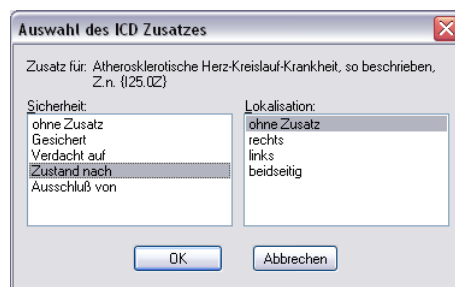 Auswahl des ICD Zusatzes
Zusatz für: Atherosklerotische Herz-Kreislauf-Krankheit, so beschrieben,
Z.n. {I25.0Z}
Sicherheit:
ohne Zusatz
Gesichert
Verdacht auf
Zustand nach
Ausschluß von
Lokalisation:
ohne Zusatz
rechts
links
beidseitig
OK
Abbrechen